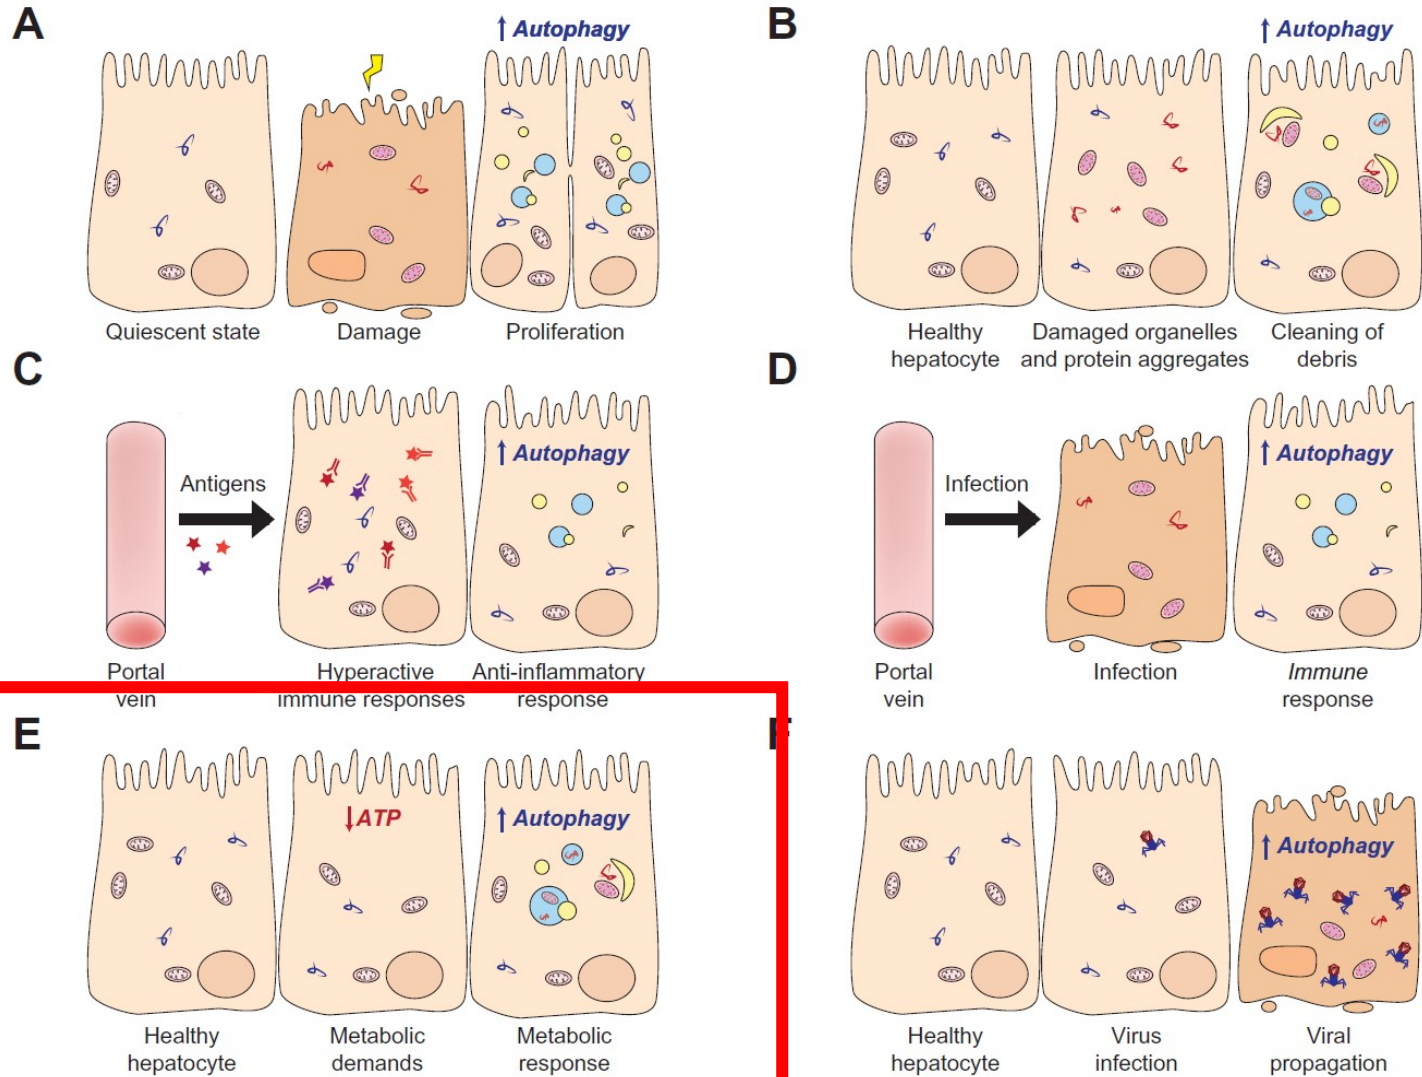 A
↑ Autophagy
Quiescent state
Damage
Proliferation
B
↑ Autophagy
Healthy
hepatocyte
Damaged organelles
and protein aggregates
Cleaning of
debris
C
Antigens
↑ Autophagy
Portal
vein
Hyperactive
immune responses
Anti-inflammatory
response
D
Infection
↑ Autophagy
Portal
vein
Infection
Immune
response
E
↓ATP
↑ Autophagy
Healthy
hepatocyte
Metabolic
demands
Metabolic
response
F
↑ Autophagy
Healthy
hepatocyte
Virus
infection
Viral
propagation